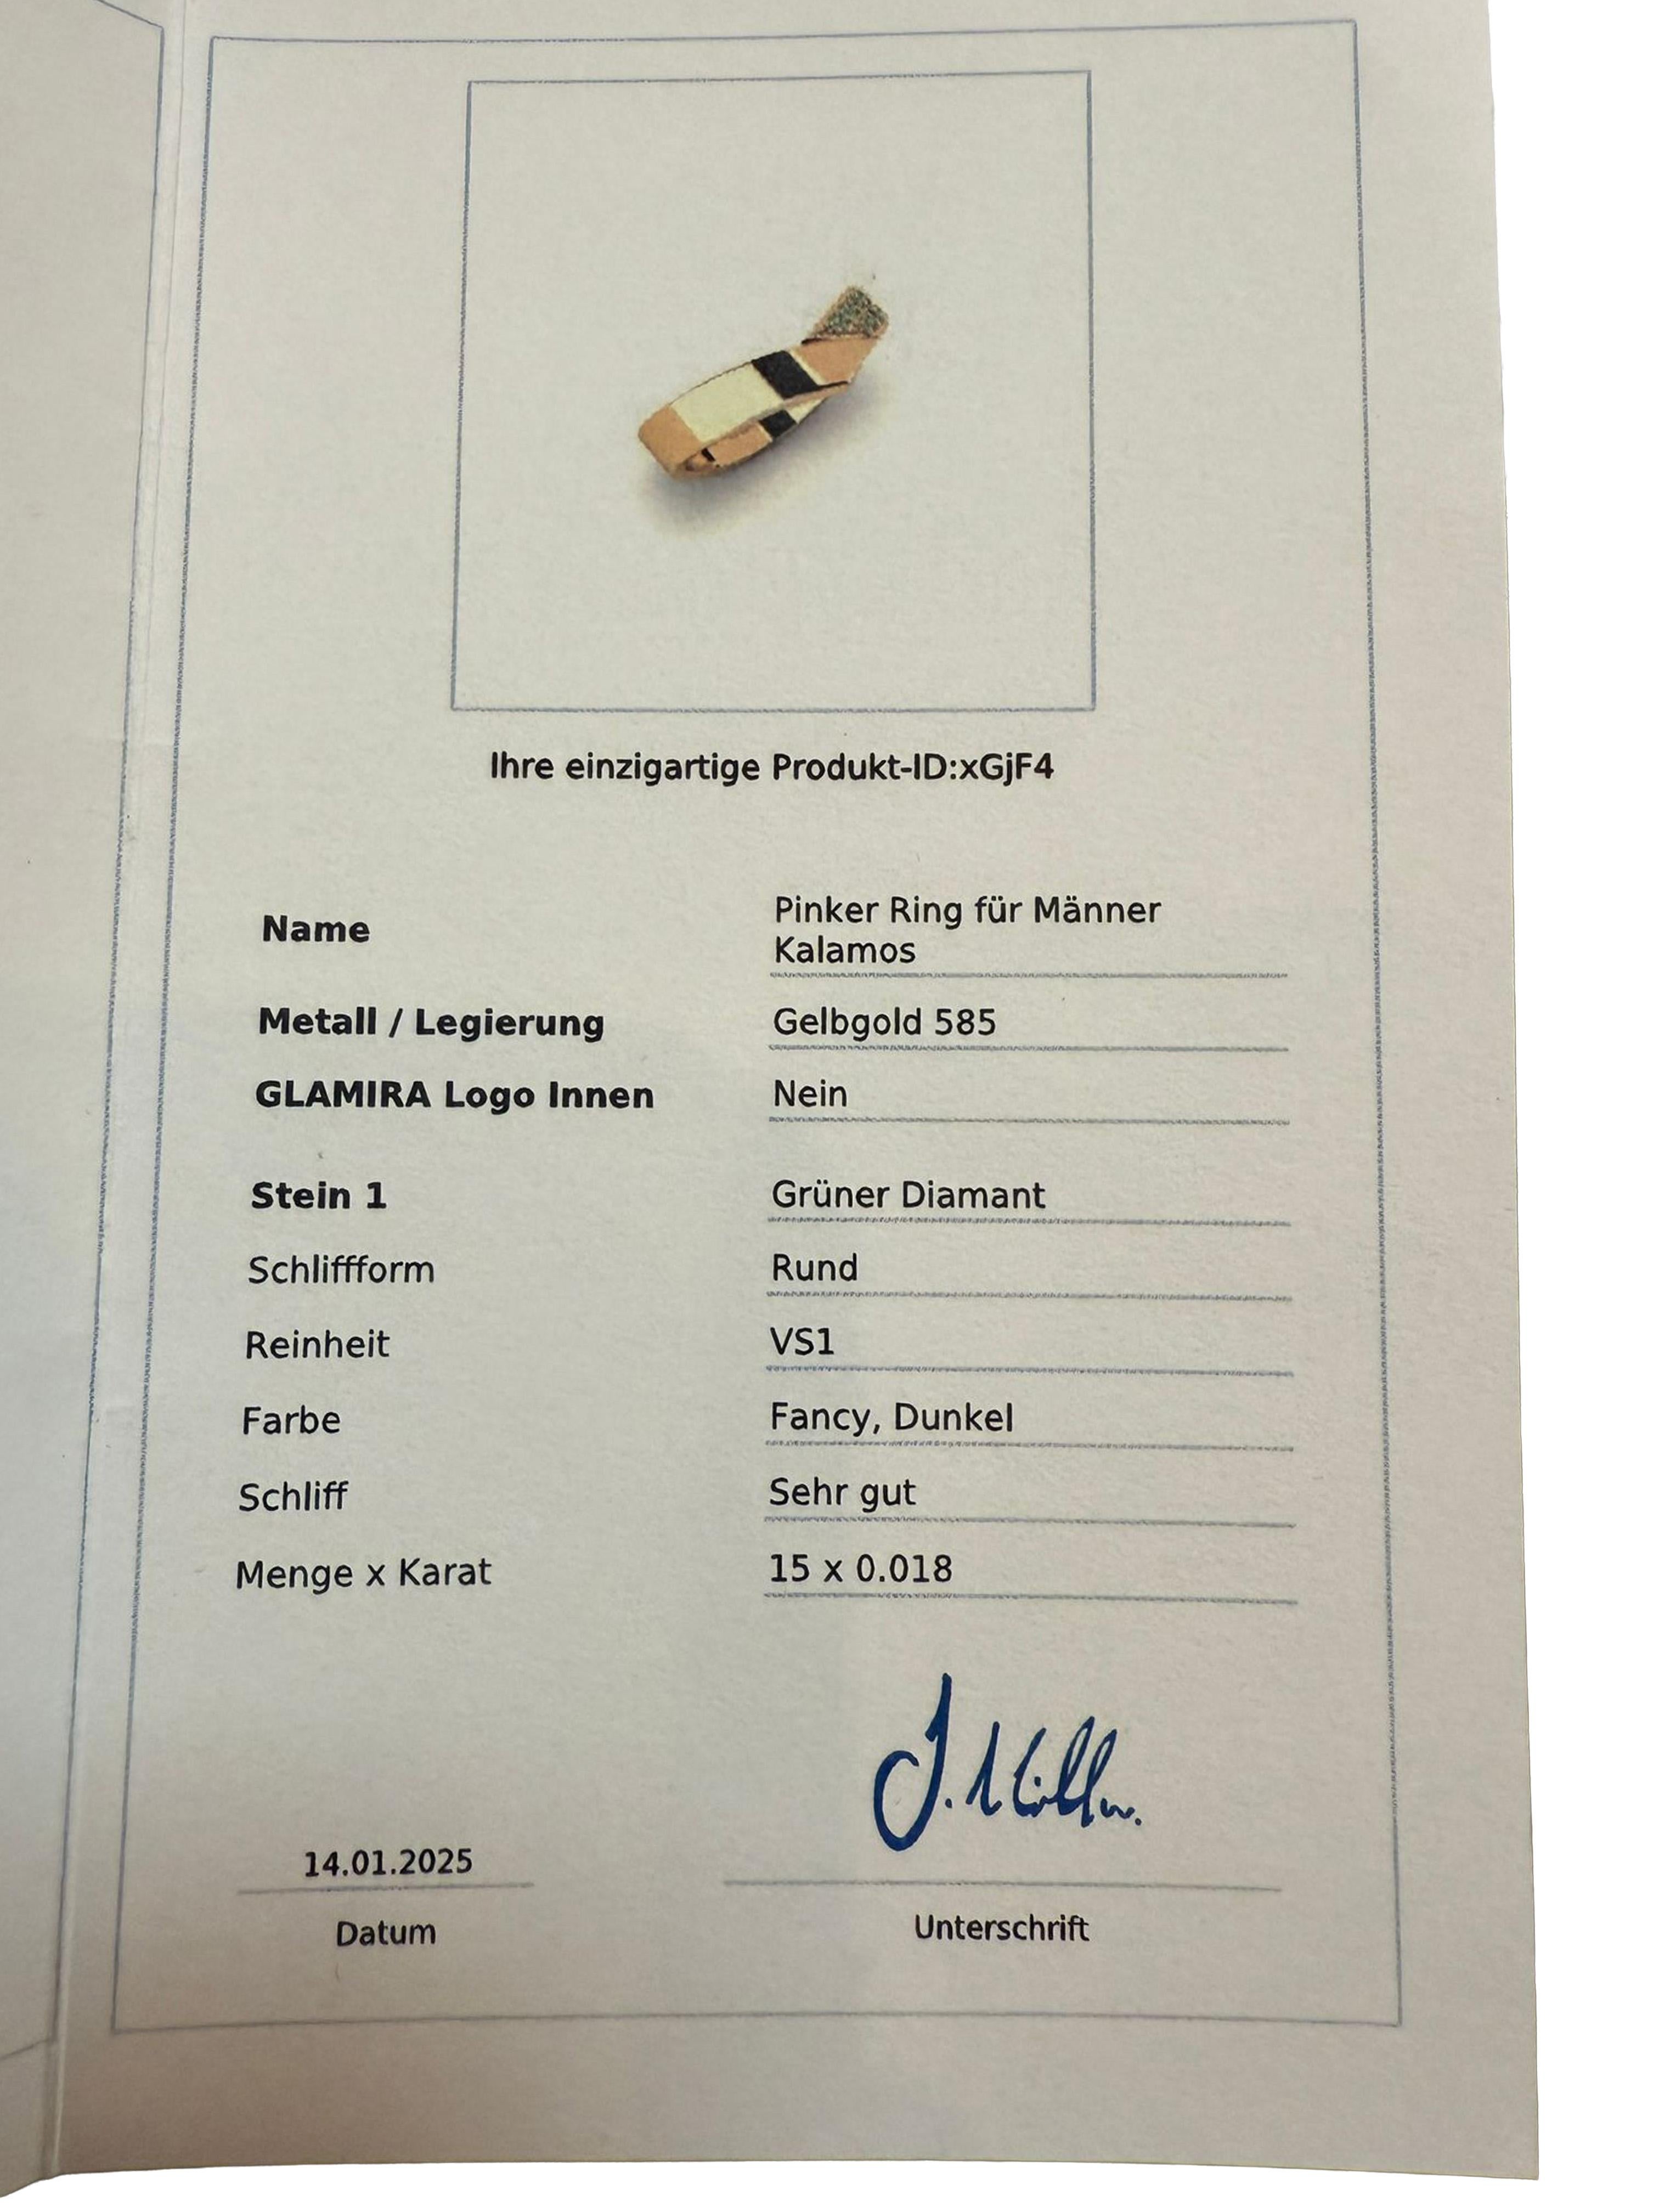 Ihre einzigartige Produkt-ID:xGjF4
Name
Pinker Ring für Männer
Kalamos
Metall / Legierung
Gelbgold 585
GLAMIRA Logo Innen
Nein
Stein 1
Grüner Diamant
Schliffform
Rund
Reinheit
VS1
Farbe
Fancy, Dunkel
Schliff
Sehr gut
Menge x Karat
15 x 0.018
14.01.2025
Datum
Unterschrift